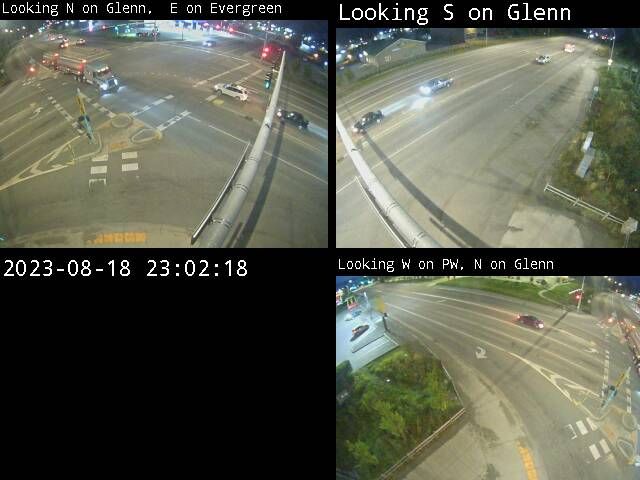 Looking N on Glenn, E on Evergreen
Looking S on Glenn
2023-08-18 23:02:18
Looking W on PW, N on Glenn